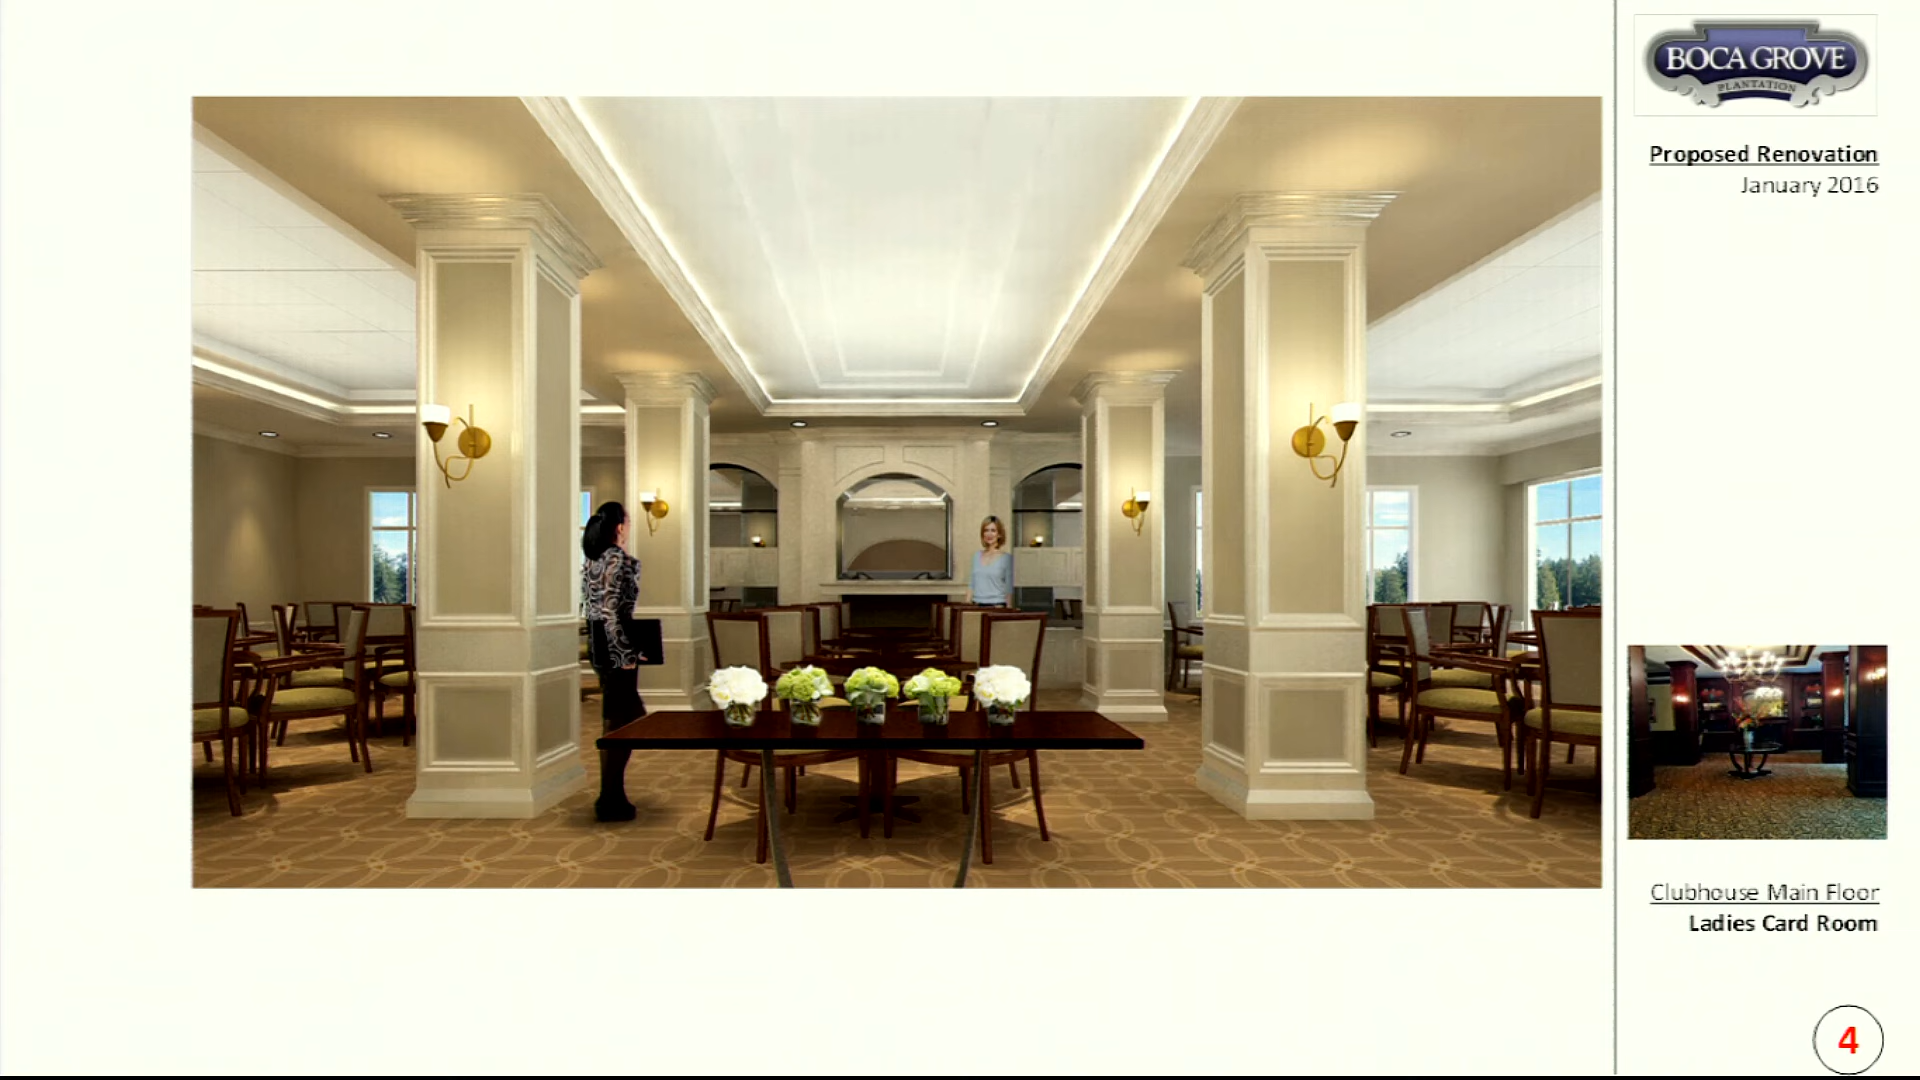 BOCA GROVE
PLANTATION
Proposed Renovation
January 2016
Clubhouse Main Floor
Ladies Card Room
4